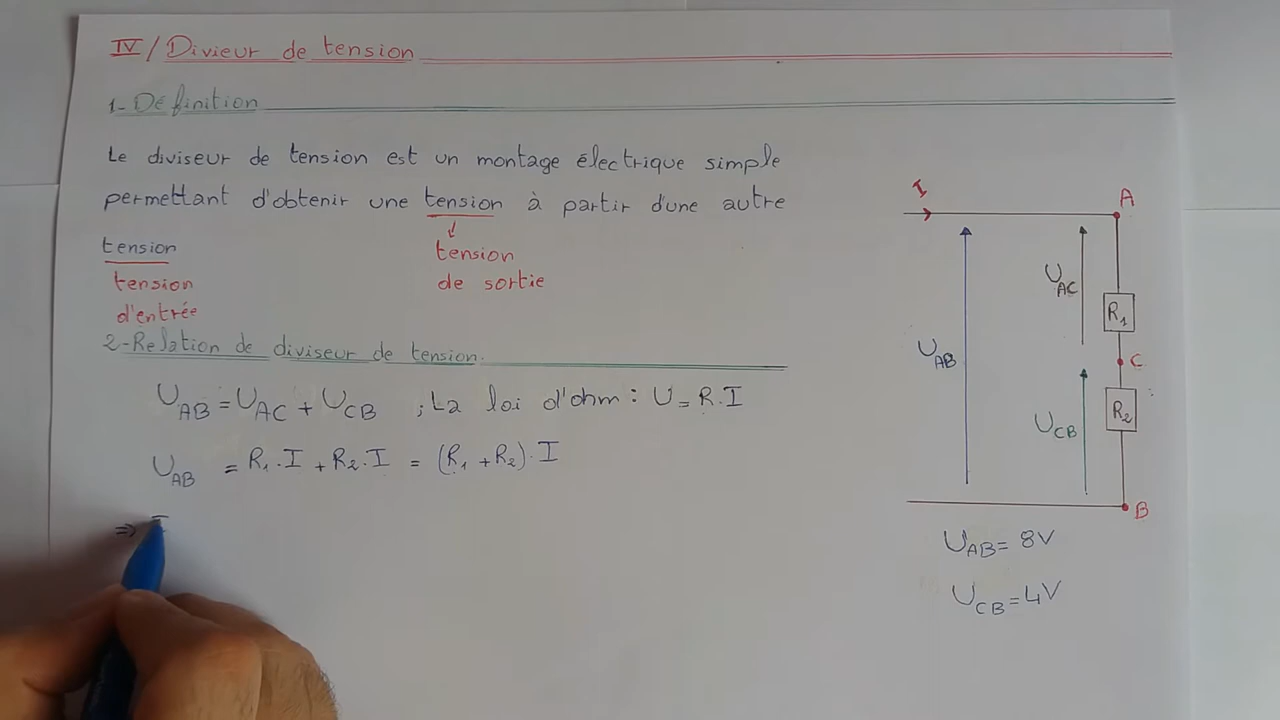 IV/ Divieur de tension
1- Définition
Le diviseur de tension est un montage électrique simple
permettant d'obtenir une tension à partir d'une autre
tension
tension
de sortie
tension
d'entrée
2-Relation de diviseur de tension.
U_AB = U_AC + U_CB ; La loi d'ohm : U = R.I
U_AB = R₁.I + R₂.I = (R₁ + R₂).I
⇒ I
I
A
U_AC
R₁
U_AB
C
U_CB
R₂
B
U_AB = 8V
U_CB = 4V